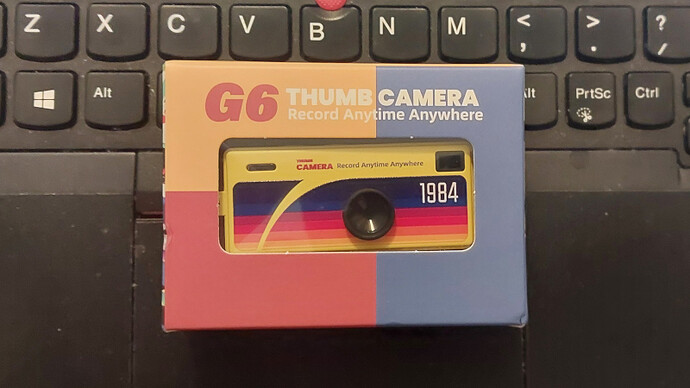 Z X C V B N M < , > . ? /
Alt Alt PrtSc Ctrl
G6 THUMB CAMERA
Record Anytime Anywhere
THUMB
CAMERA Record Anytime Anywhere
1984